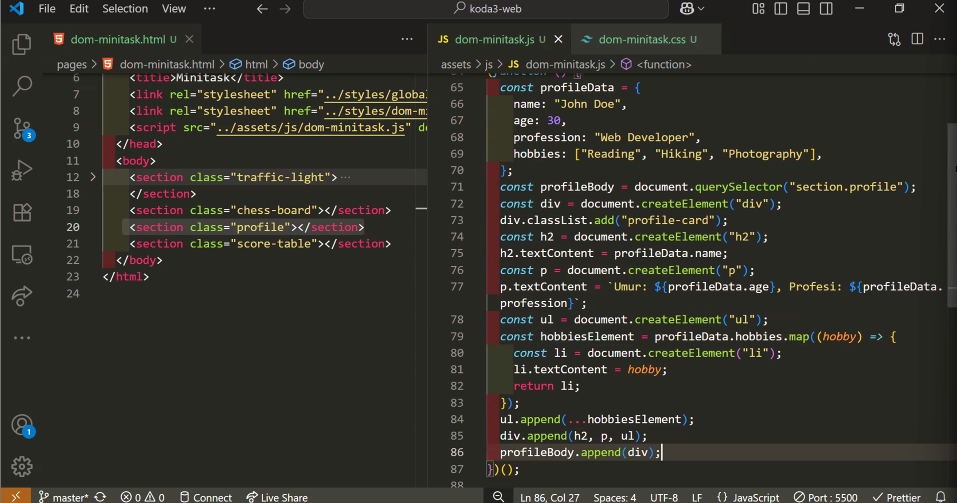 File Edit Selection View ··· koda3-web
dom-minitask.html U
pages > dom-minitask.html > html > body
6 <title>Minitask</title>
7 <link rel="stylesheet" href="../styles/global
8 <link rel="stylesheet" href="../styles/dom-m
9 <script src="../assets/js/dom-minitask.js" de
10 </head>
11 <body>
12 <section class="traffic-light"> ···
18 </section>
19 <section class="chess-board"></section>
20 <section class="profile"></section>
21 <section class="score-table"></section>
22 </body>
23 </html>
24
JS dom-minitask.js U dom-minitask.css U
assets > js > JS dom-minitask.js > <function>
65 const profileData = {
66 name: "John Doe",
67 age: 30,
68 profession: "Web Developer",
69 hobbies: ["Reading", "Hiking", "Photography"],
70 };
71 const profileBody = document.querySelector("section.profile");
72 const div = document.createElement("div");
73 div.classList.add("profile-card");
74 const h2 = document.createElement("h2");
75 h2.textContent = profileData.name;
76 const p = document.createElement("p");
77 p.textContent = `Umur: ${profileData.age}, Profesi: ${profileData.
profession}`;
78 const ul = document.createElement("ul");
79 const hobbiesElement = profileData.hobbies.map((hobby) => {
80 const li = document.createElement("li");
81 li.textContent = hobby;
82 return li;
83 });
84 ul.append(...hobbiesElement);
85 div.append(h2, p, ul);
86 profileBody.append(div);
87 })();
88
3
1
master* 0 0 Connect Live Share Ln 86, Col 27 Spaces: 4 UTF-8 LF {} JavaScript Port : 5500 Prettier